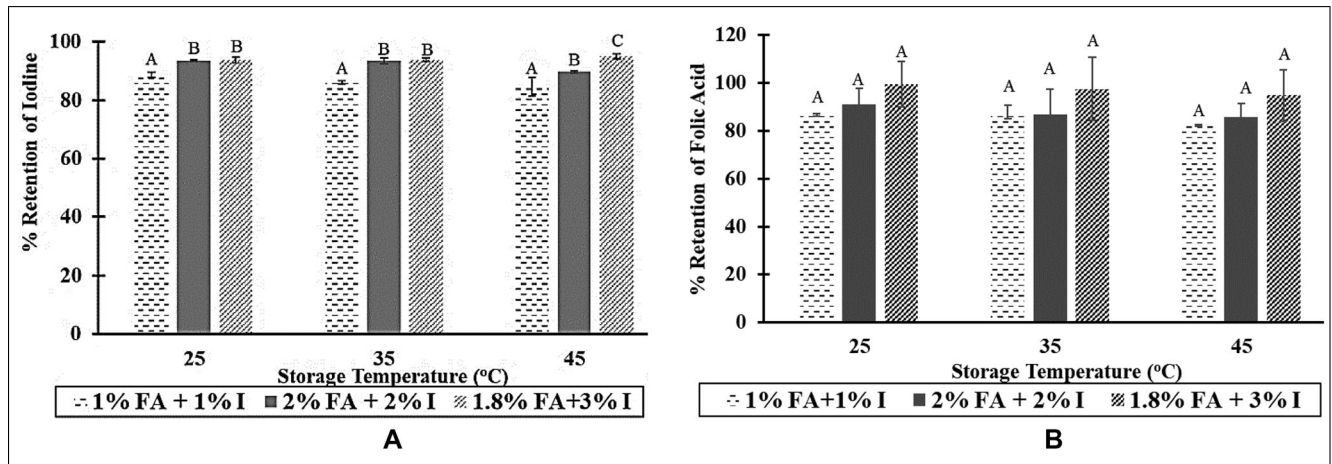 100
80
60
40
20
0
% Retention of Iodine
A B B
A B B
A B C
25 35 45
Storage Temperature (ºC)
1% FA + 1% I 2% FA + 2% I 1.8% FA+3% I
A
120
100
80
60
40
20
0
% Retention of Folic Acid
A A A
A A A
A A A
25 35 45
Storage Temperature (ºC)
1% FA+1% I 2% FA + 2% I 1.8% FA + 3% I
B